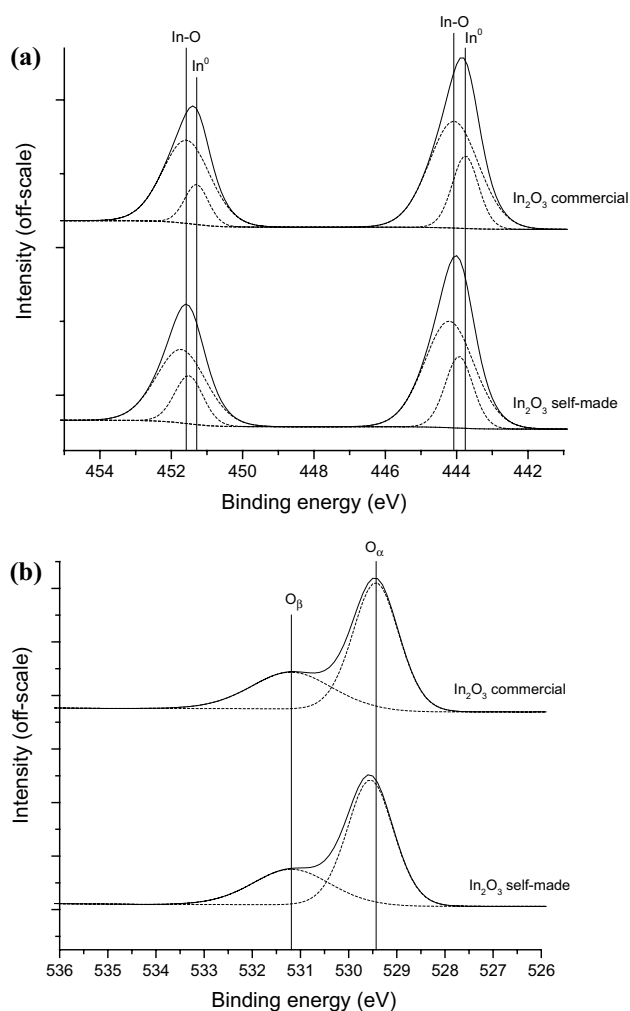 (a)
In-O
In⁰
In-O
In⁰
In₂O₃ commercial
In₂O₃ self-made
Intensity (off-scale)
454 452 450 448 446 444 442
Binding energy (eV)
(b)
Oβ
Oα
In₂O₃ commercial
In₂O₃ self-made
Intensity (off-scale)
536 535 534 533 532 531 530 529 528 527 526
Binding energy (eV)